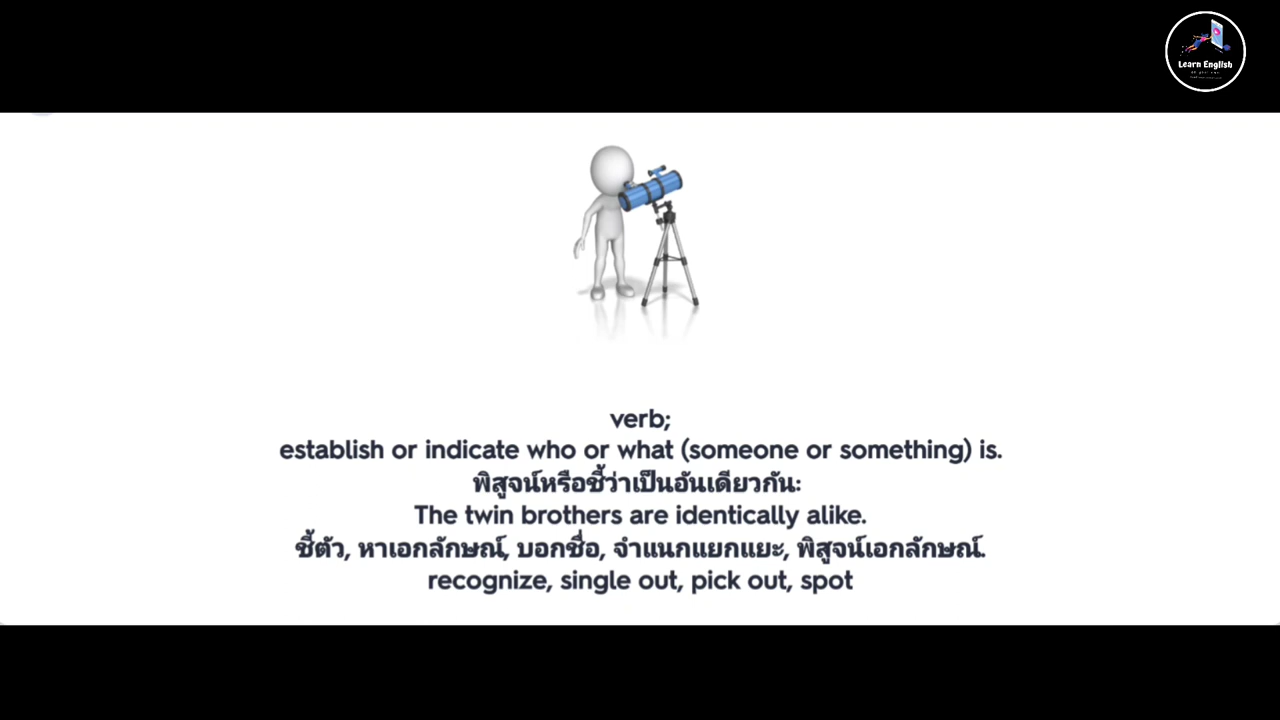 Learn English
verb;
establish or indicate who or what (someone or something) is.
พิสูจน์หรือชี้ว่าเป็นอันเดียวกัน:
The twin brothers are identically alike.
ชี้ตัว, หาเอกลักษณ์, บอกชื่อ, จำแนกแยกแยะ, พิสูจน์เอกลักษณ์.
recognize, single out, pick out, spot